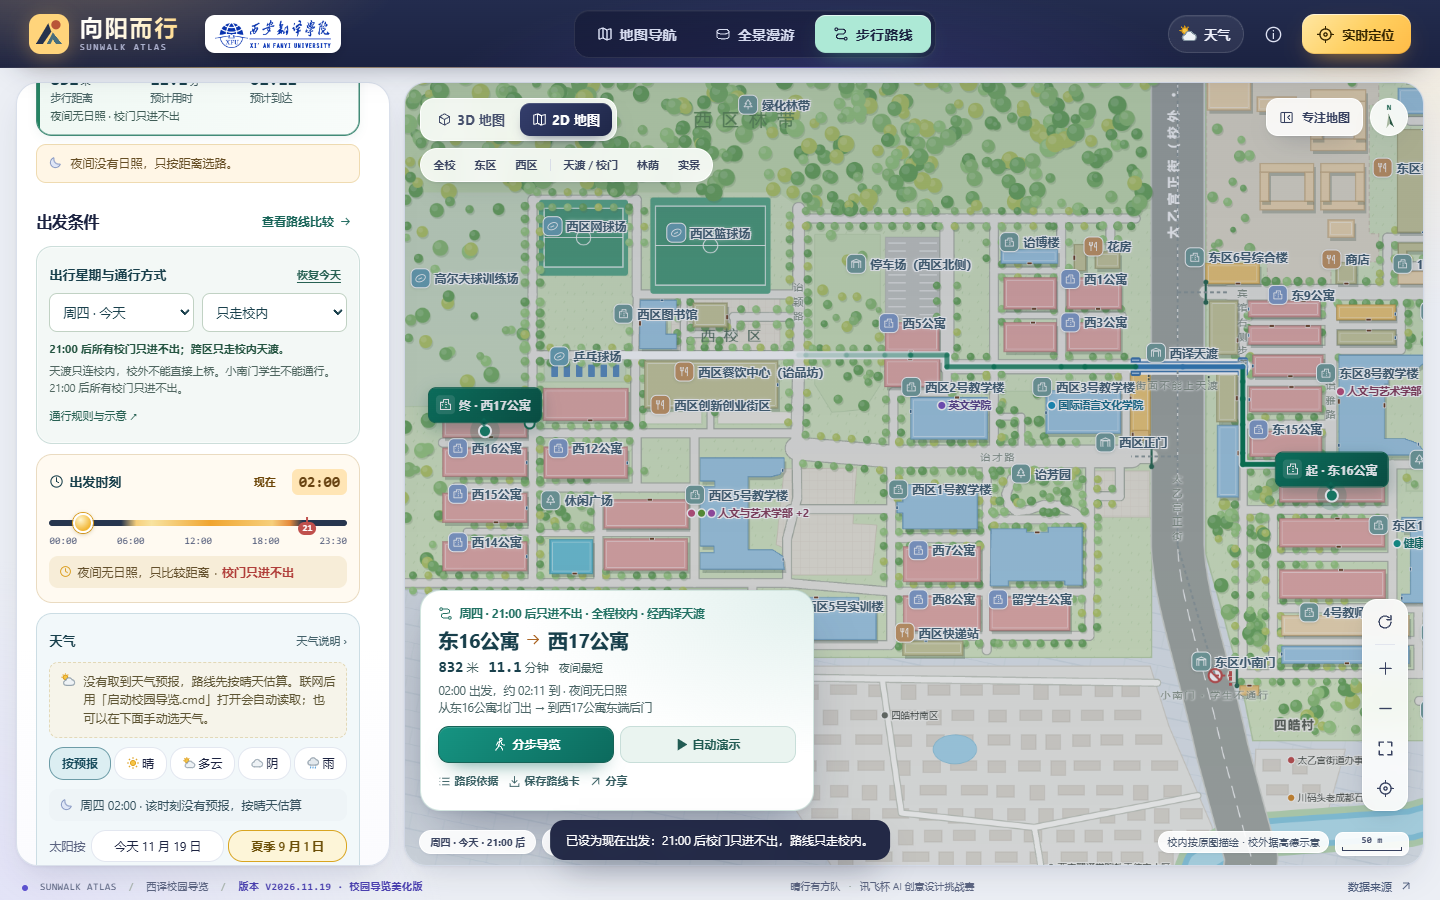 向阳而行
SUNWALK ATLAS
西安翻译学院
XI' AN FANYI UNIVERSITY
地图导航
全景漫游
步行路线
天气
实时定位
步行距离 预计用时 预计到达
夜间无日照 · 校门只进不出
夜间没有日照，只按距离选路。
出发条件
查看路线比较 →
出行星期与通行方式
恢复今天
周四 · 今天
只走校内
21:00 后所有校门只进不出；跨区只走校内天渡。
天渡只连校内，校外不能直接上桥。小南门学生不能通行。
21:00 后所有校门只进不出。
通行规则与示意 ↗
出发时刻
现在
02:00
21
00:00 06:00 12:00 18:00 23:30
夜间无日照，只比较距离 · 校门只进不出
天气
天气说明 ›
没有取到天气预报，路线先按晴天估算。联网后
用「启动校园导览.cmd」打开会自动读取；也
可以在下面手动选天气。
按预报
晴
多云
阴
雨
周四 02:00 · 该时刻没有预报，按晴天估算
太阳按
今天 11 月 19 日
夏季 9 月 1 日
3D 地图
2D 地图
全校 东区 西区 天渡 / 校门 林荫 实景
专注地图
N
绿化林带
西区林带
太乙宫正街（校外）
西区网球场
西区篮球场
高尔夫球训练场
停车场（西区北侧）
诒博楼
花房
东区6号综合楼
商店
西1公寓
西3公寓
西5公寓
东9公寓
诒颖路
西区图书馆
西校区
乒乓球场
西区餐饮中心（诒品坊）
西区创新创业街区
西译天渡
西区2号教学楼
英文学院
西区3号教学楼
国际语言文化学院
东区8号教学楼
人文与艺术学部
东15公寓
终 · 西17公寓
起 · 东16公寓
西16公寓
西12公寓
西区正门
诒才路
诒芳园
西15公寓
休闲广场
西区5号教学楼
人文与艺术学部 +2
西区1号教学楼
西14公寓
西7公寓
西8公寓
留学生公寓
西区快递站
东区小南门
小南门 · 学生不通行
四皓村南区
四皓村
太乙宫街道办事
川码头老成都石
周四 · 21:00 后只进不出 · 全程校内 · 经西译天渡
东16公寓 → 西17公寓
832 米 11.1 分钟 夜间最短
02:00 出发，约 02:11 到 · 夜间无日照
从东16公寓北门出 → 到西17公寓东端后门
分步导览
自动演示
路段依据
保存路线卡
分享
周四 · 今天 · 21:00 后
已设为现在出发：21:00 后校门只进不出，路线只走校内。
校内按原图描绘 · 校外据高德示意
50 m
SUNWALK ATLAS / 西译校园导览 / 版本 V2026.11.19 · 校园导览美化版
晴行有方队 · 讯飞杯 AI 创意设计挑战赛
数据来源 ↗